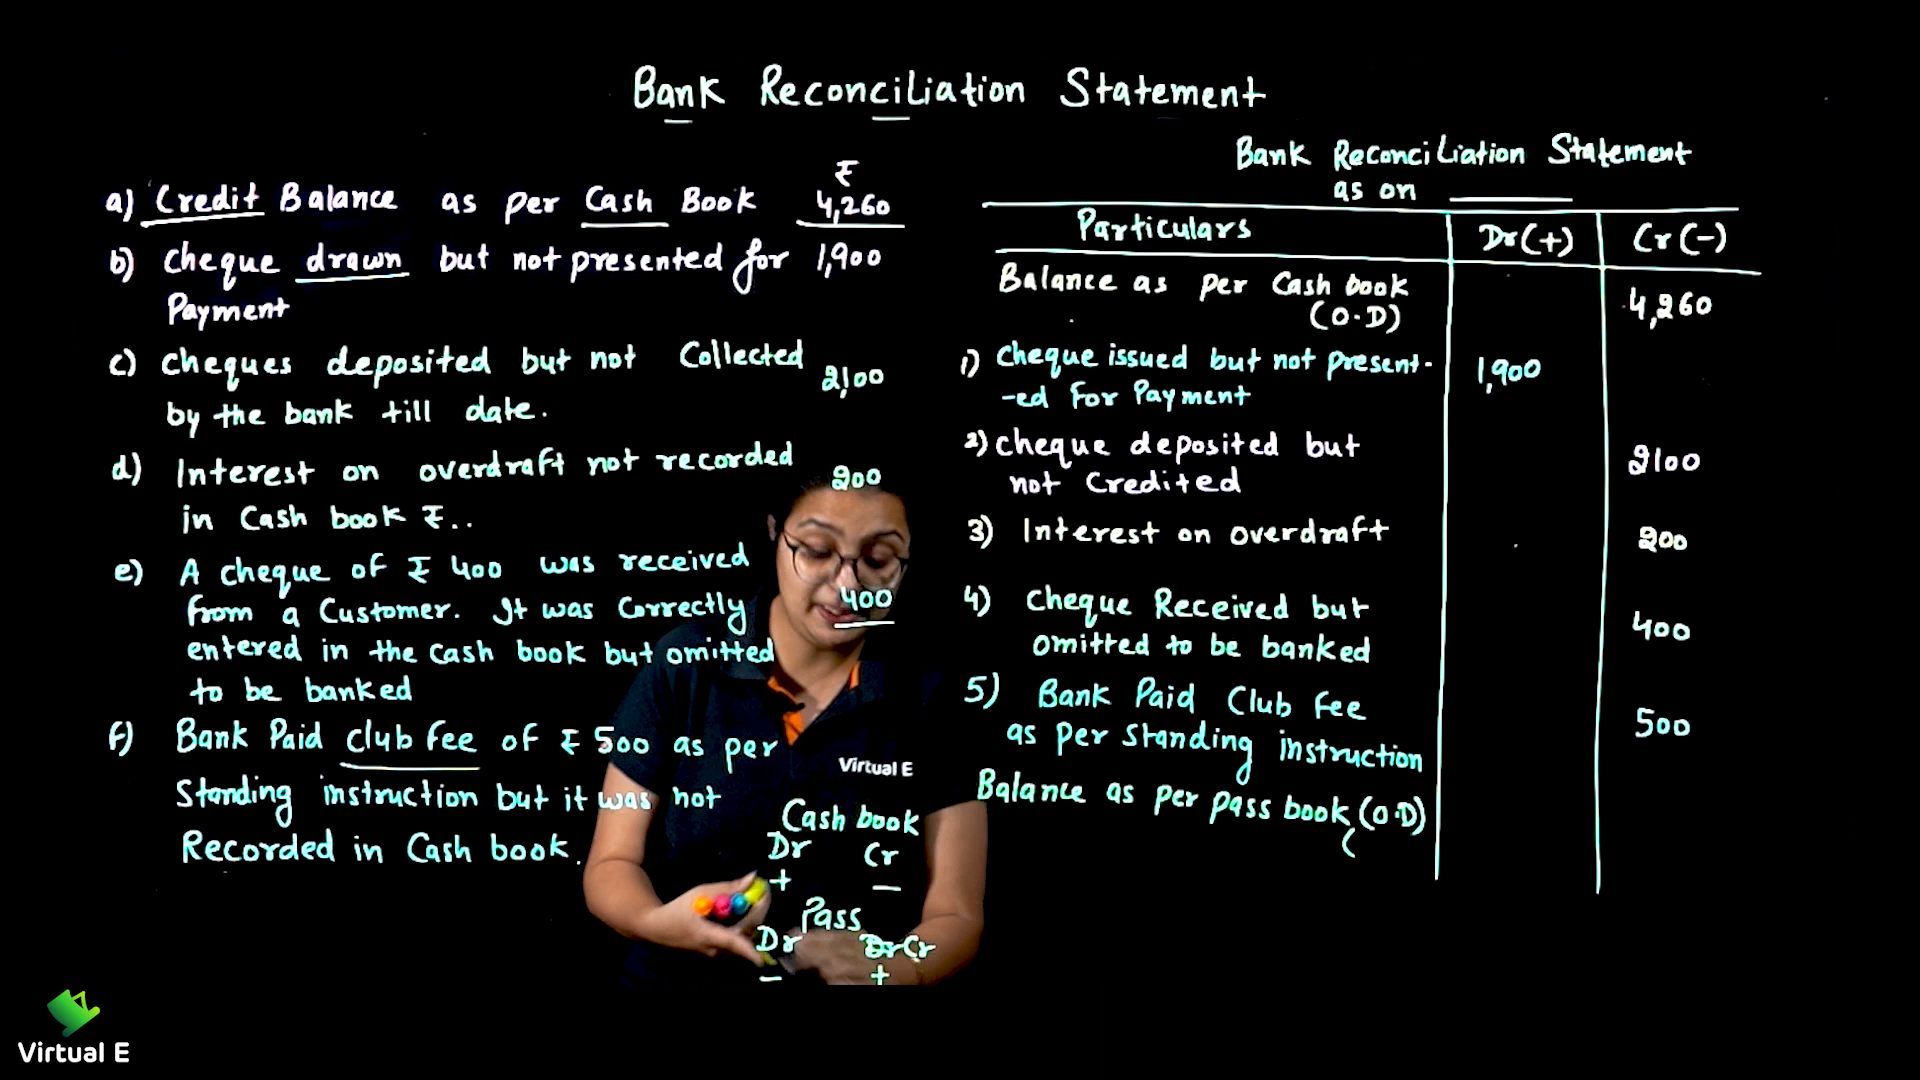 Bank Reconciliation Statement
₹
a) Credit Balance as per Cash Book 4,260
b) Cheque drawn but not presented for 1,900
Payment
c) Cheques deposited but not Collected
2,100
by the bank till date.
d) Interest on overdraft not recorded
200
in Cash book ₹..
e) A cheque of ₹ 400 was received
400
from a Customer. It was Correctly
entered in the cash book but omitted
to be banked
f) Bank Paid club fee of ₹ 500 as per
Standing instruction but it was not
Recorded in Cash book.
Bank Reconciliation Statement
as on
Particulars Dr(+) Cr(-)
Balance as per Cash book
(O.D) 4,260
1) Cheque issued but not present- 1,900
-ed For Payment
2) Cheque deposited but
not Credited 2100
3) Interest on overdraft 200
4) Cheque Received but
omitted to be banked 400
5) Bank Paid Club Fee
as per Standing instruction 500
Balance as per pass book (O.D)
(
Virtual E
Cash book
Dr Cr
+ -
Pass
Dr Dr Cr
- +
Virtual E